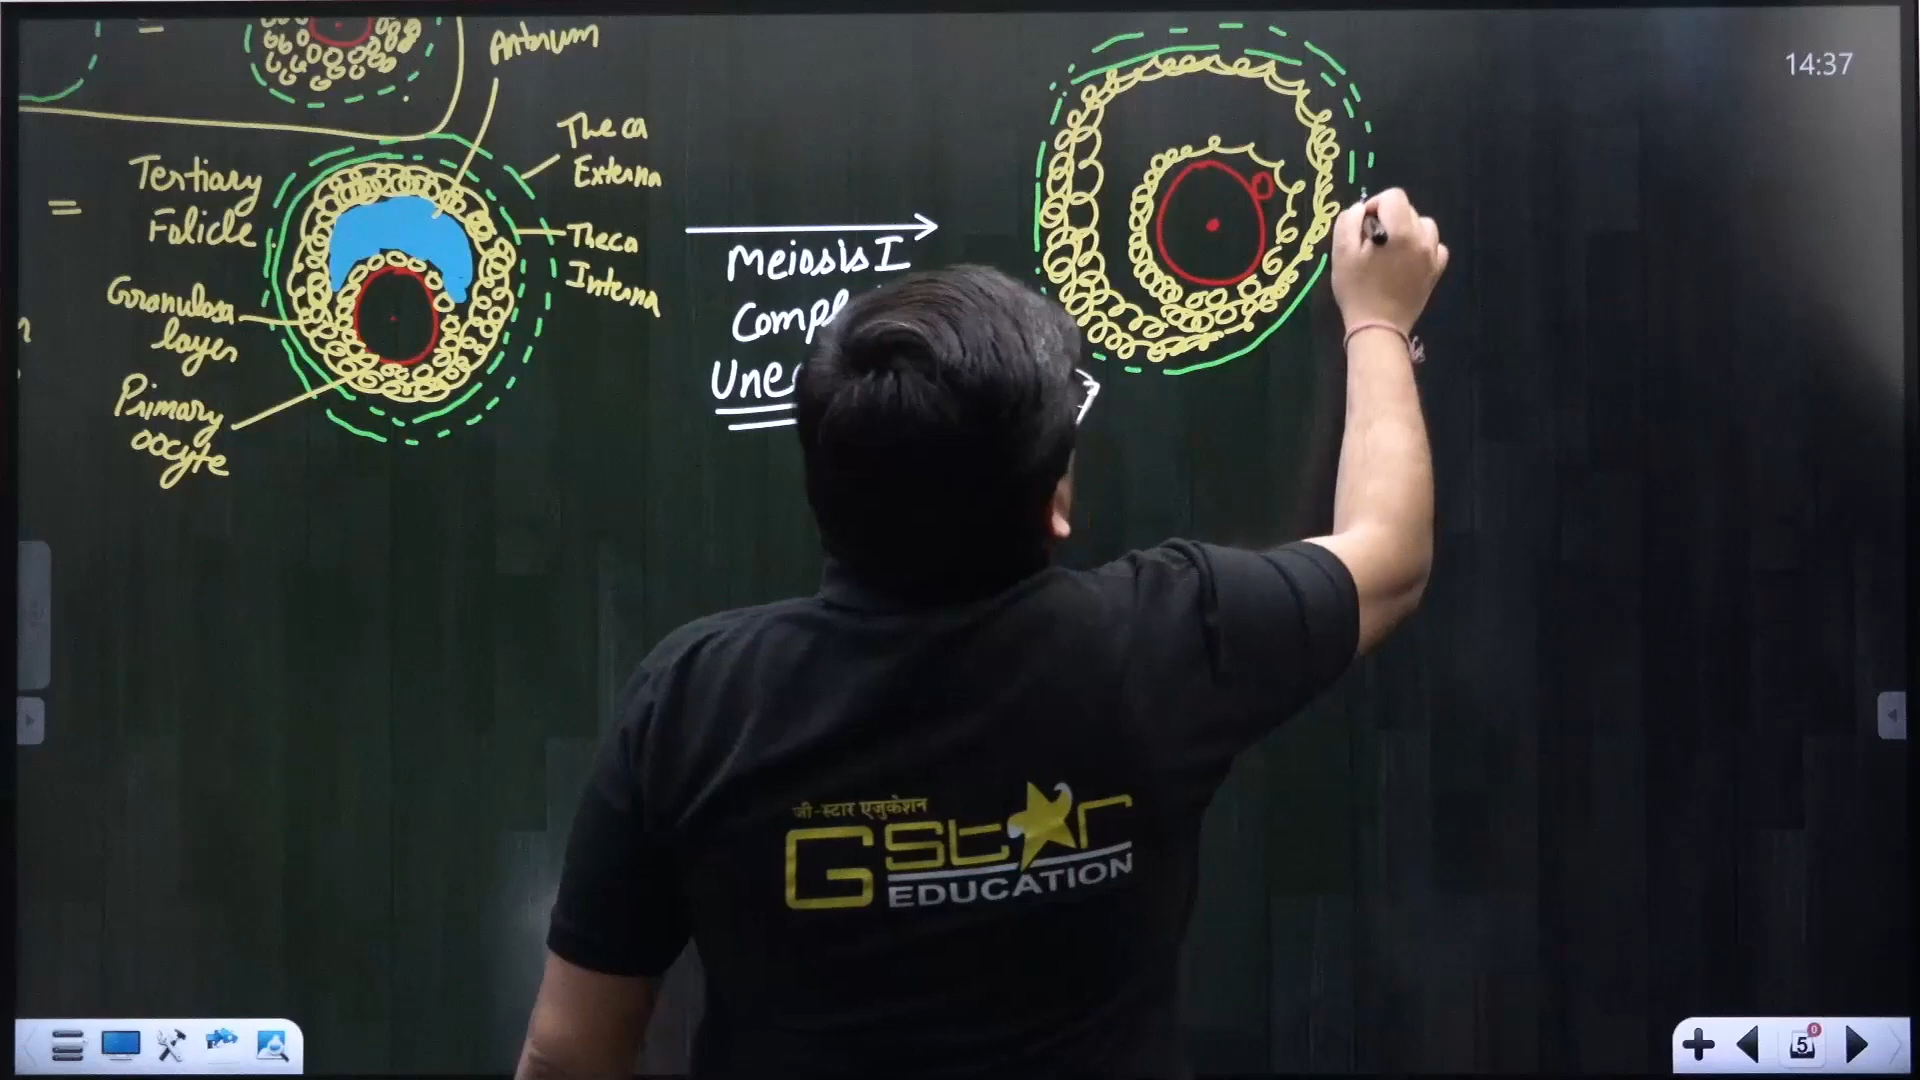 Antrum
14:37
Theca
Externa
Tertiary
Folicle
Theca
Interna
Meiosis I
Granulosa
layer
Primary
oocyte
जी-स्टार एजुकेशन
GStar
EDUCATION
5
0